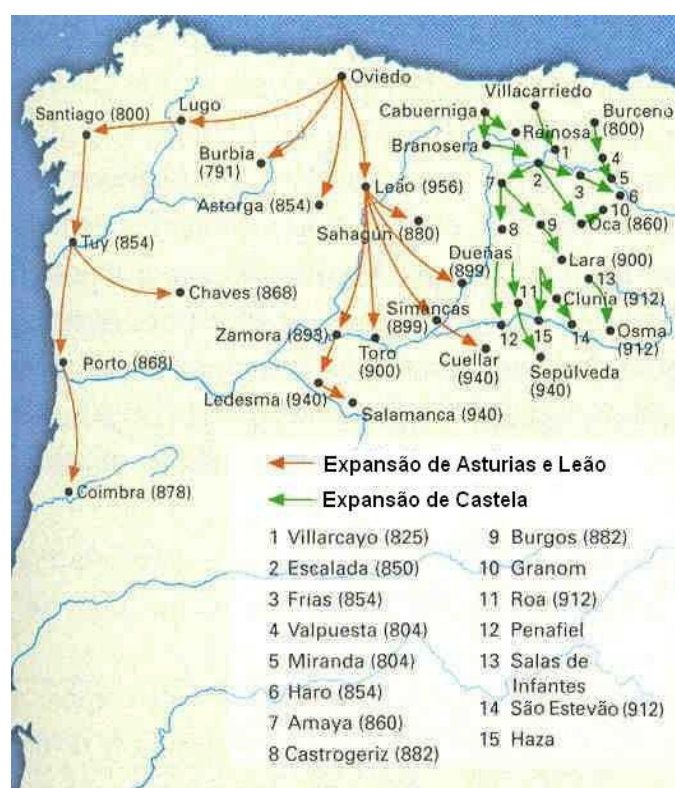 Oviedo
Villacarriedo
Santiago (800)
Lugo
Cabuerniga
Burceno
(800)
Reinosa
Branosera
Burbia
(791)
1
4
2
3
5
6
7
Leão (956)
Astorga (854)
Sahagún (880)
8
9
10
Oca (860)
Tuy (854)
Dueñas
(899)
Lara (900)
13
Chaves (868)
Simanças
(899)
11
Clunia (912)
Zamora (893)
Toro
(900)
12
15
14
Osma
(912)
Porto (868)
Cuellar
(940)
Sepúlveda
(940)
Ledesma (940)
Salamanca (940)
Coimbra (878)
Expansão de Asturias e Leão
Expansão de Castela
1 Villarcayo (825)
2 Escalada (850)
3 Frías (854)
4 Valpuesta (804)
5 Miranda (804)
6 Haro (854)
7 Amaya (860)
8 Castrogeriz (882)
9 Burgos (882)
10 Granom
11 Roa (912)
12 Penafiel
13 Salas de
Infantes
14 São Estevão (912)
15 Haza